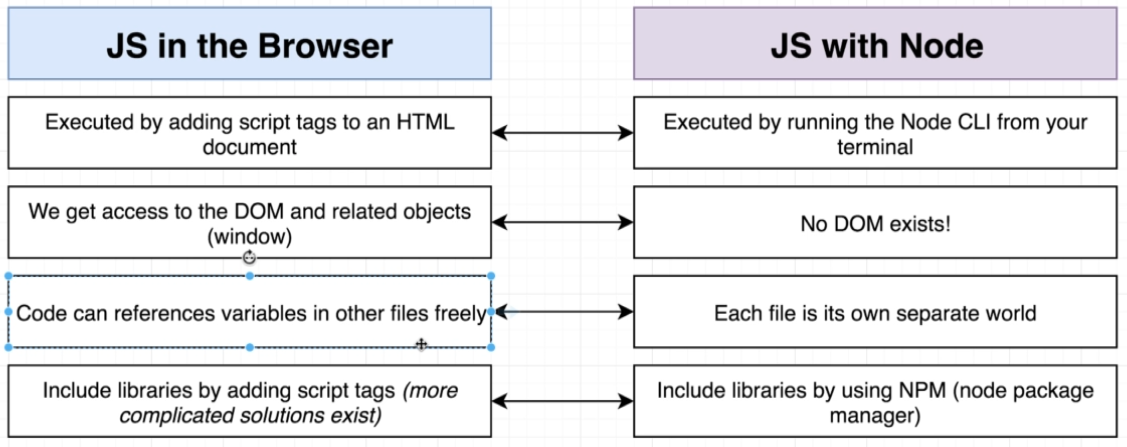 JS in the Browser
JS with Node
Executed by adding script tags to an HTML
document
Executed by running the Node CLI from your
terminal
We get access to the DOM and related objects
(window)
No DOM exists!
Code can references variables in other files freely
Each file is its own separate world
Include libraries by adding script tags (more
complicated solutions exist)
Include libraries by using NPM (node package
manager)